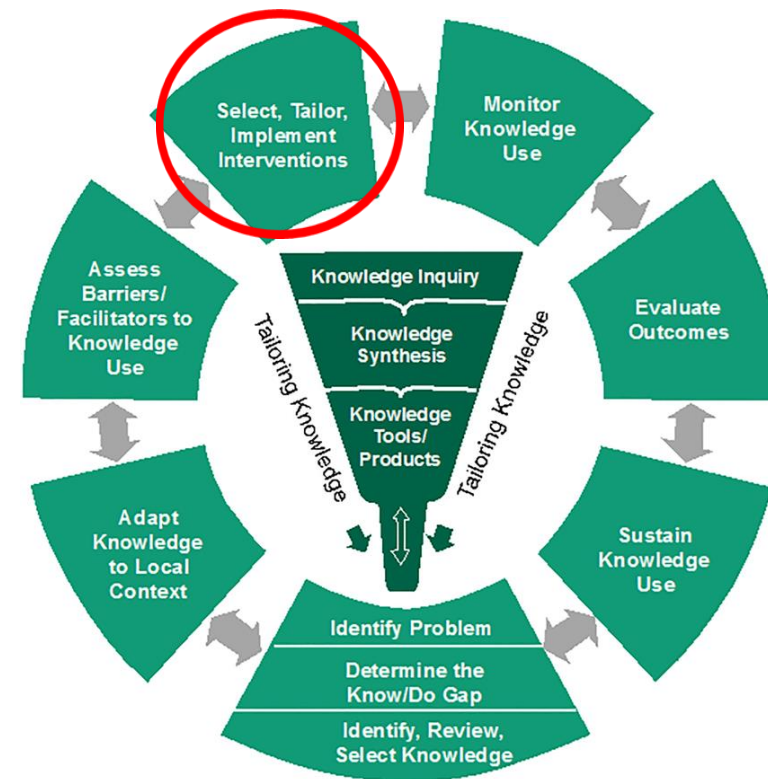 Select, Tailor,
Implement
Interventions
Monitor
Knowledge
Use
Assess
Barriers/
Facilitators to
Knowledge
Use
Evaluate
Outcomes
Adapt
Knowledge
to Local
Context
Sustain
Knowledge
Use
Knowledge Inquiry
Knowledge
Synthesis
Knowledge
Tools/
Products
Tailoring Knowledge
Tailoring Knowledge
Identify Problem
Determine the
Know/Do Gap
Identify, Review,
Select Knowledge